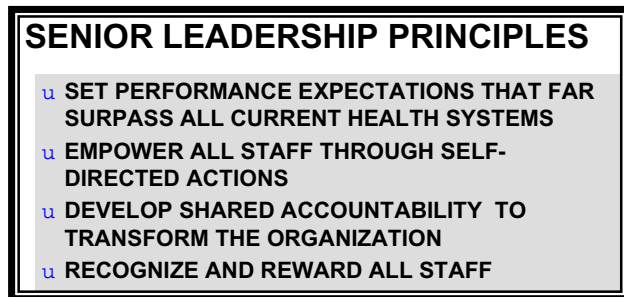 SENIOR LEADERSHIP PRINCIPLES
u SET PERFORMANCE EXPECTATIONS THAT FAR
SURPASS ALL CURRENT HEALTH SYSTEMS
u EMPOWER ALL STAFF THROUGH SELF-
DIRECTED ACTIONS
u DEVELOP SHARED ACCOUNTABILITY TO
TRANSFORM THE ORGANIZATION
u RECOGNIZE AND REWARD ALL STAFF